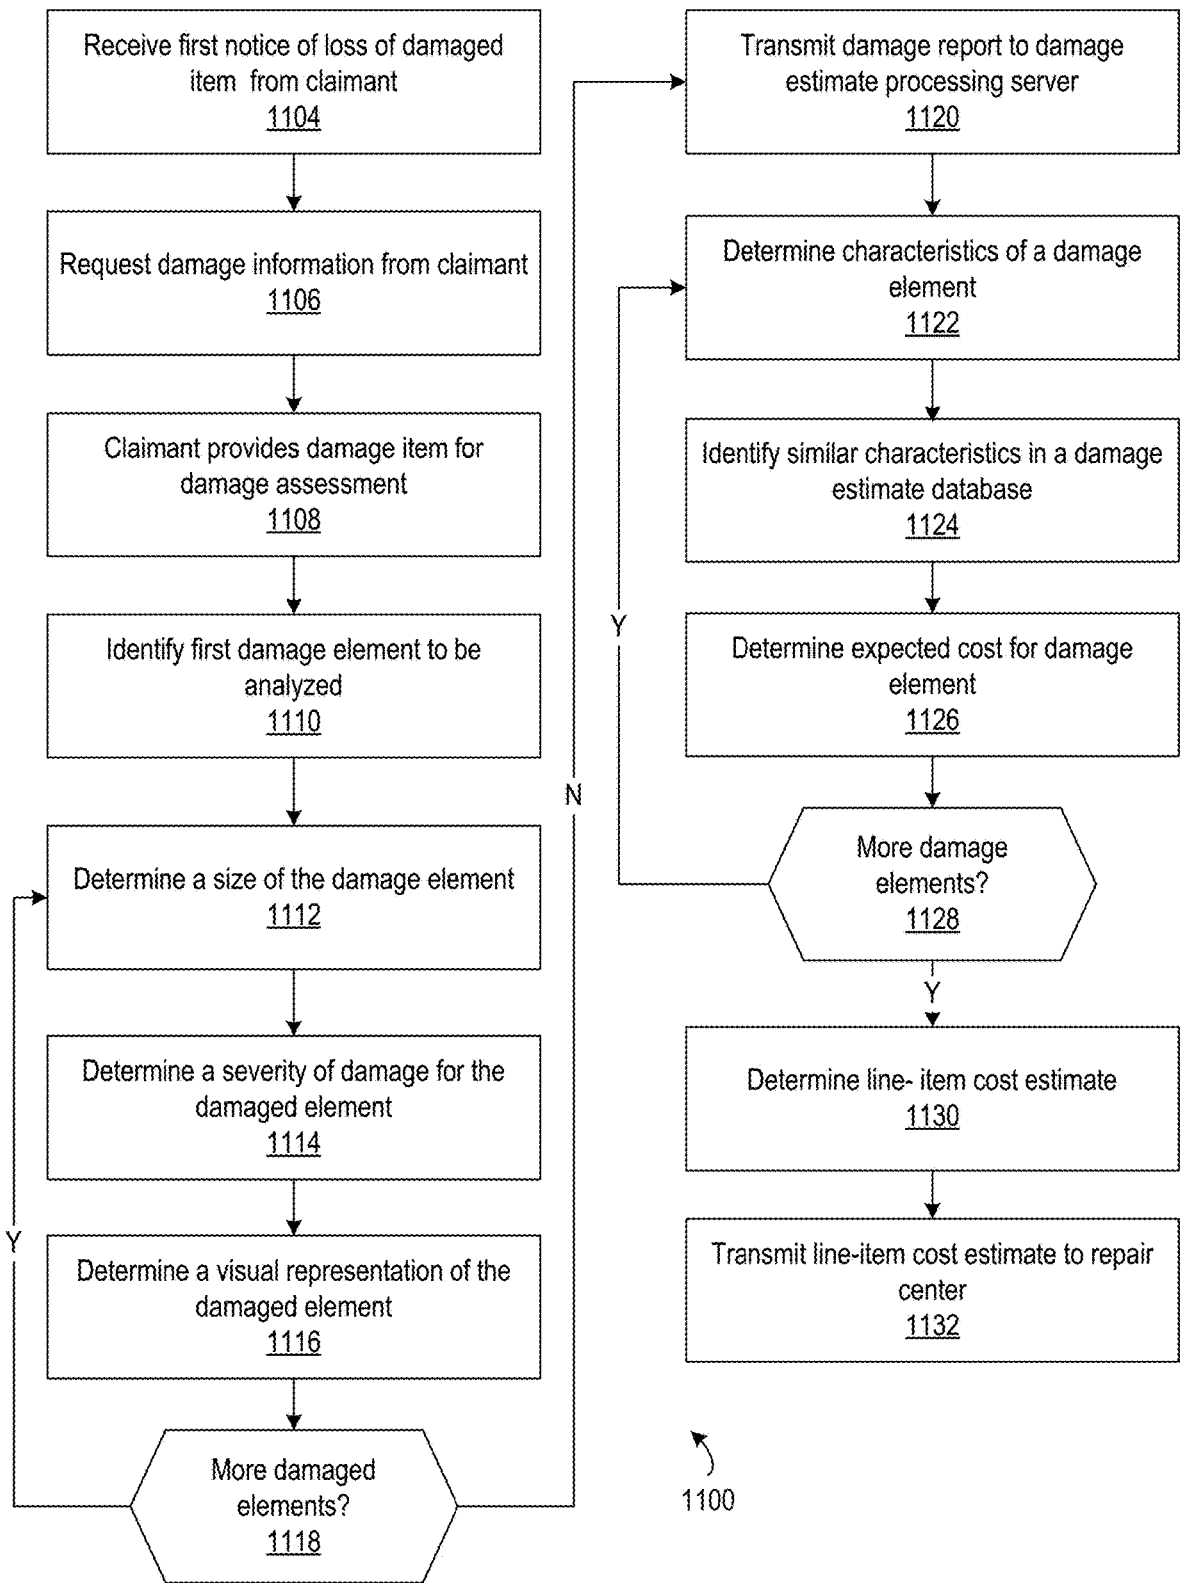 Receive first notice of loss of damaged
item from claimant
1104
Request damage information from claimant
1106
Claimant provides damage item for
damage assessment
1108
Identify first damage element to be
analyzed
1110
Determine a size of the damage element
1112
Determine a severity of damage for the
damaged element
1114
Y
Determine a visual representation of the
damaged element
1116
More damaged
elements?
1118
N
Transmit damage report to damage
estimate processing server
1120
Determine characteristics of a damage
element
1122
Identify similar characteristics in a damage
estimate database
1124
Y
Determine expected cost for damage
element
1126
More damage
elements?
1128
Y
Determine line- item cost estimate
1130
Transmit line-item cost estimate to repair
center
1132
1100